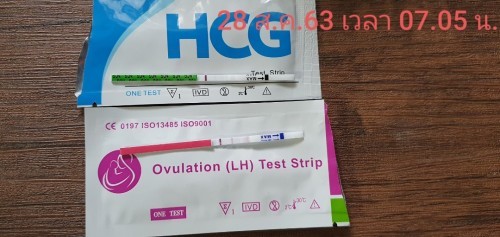 28 ส.ค.63 เวลา 07.05 น.
HCG
Test Strip
ONE TEST IVD
CE 0197 ISO13485 ISO9001
MAX
Ovulation (LH) Test Strip
ONE TEST IVD